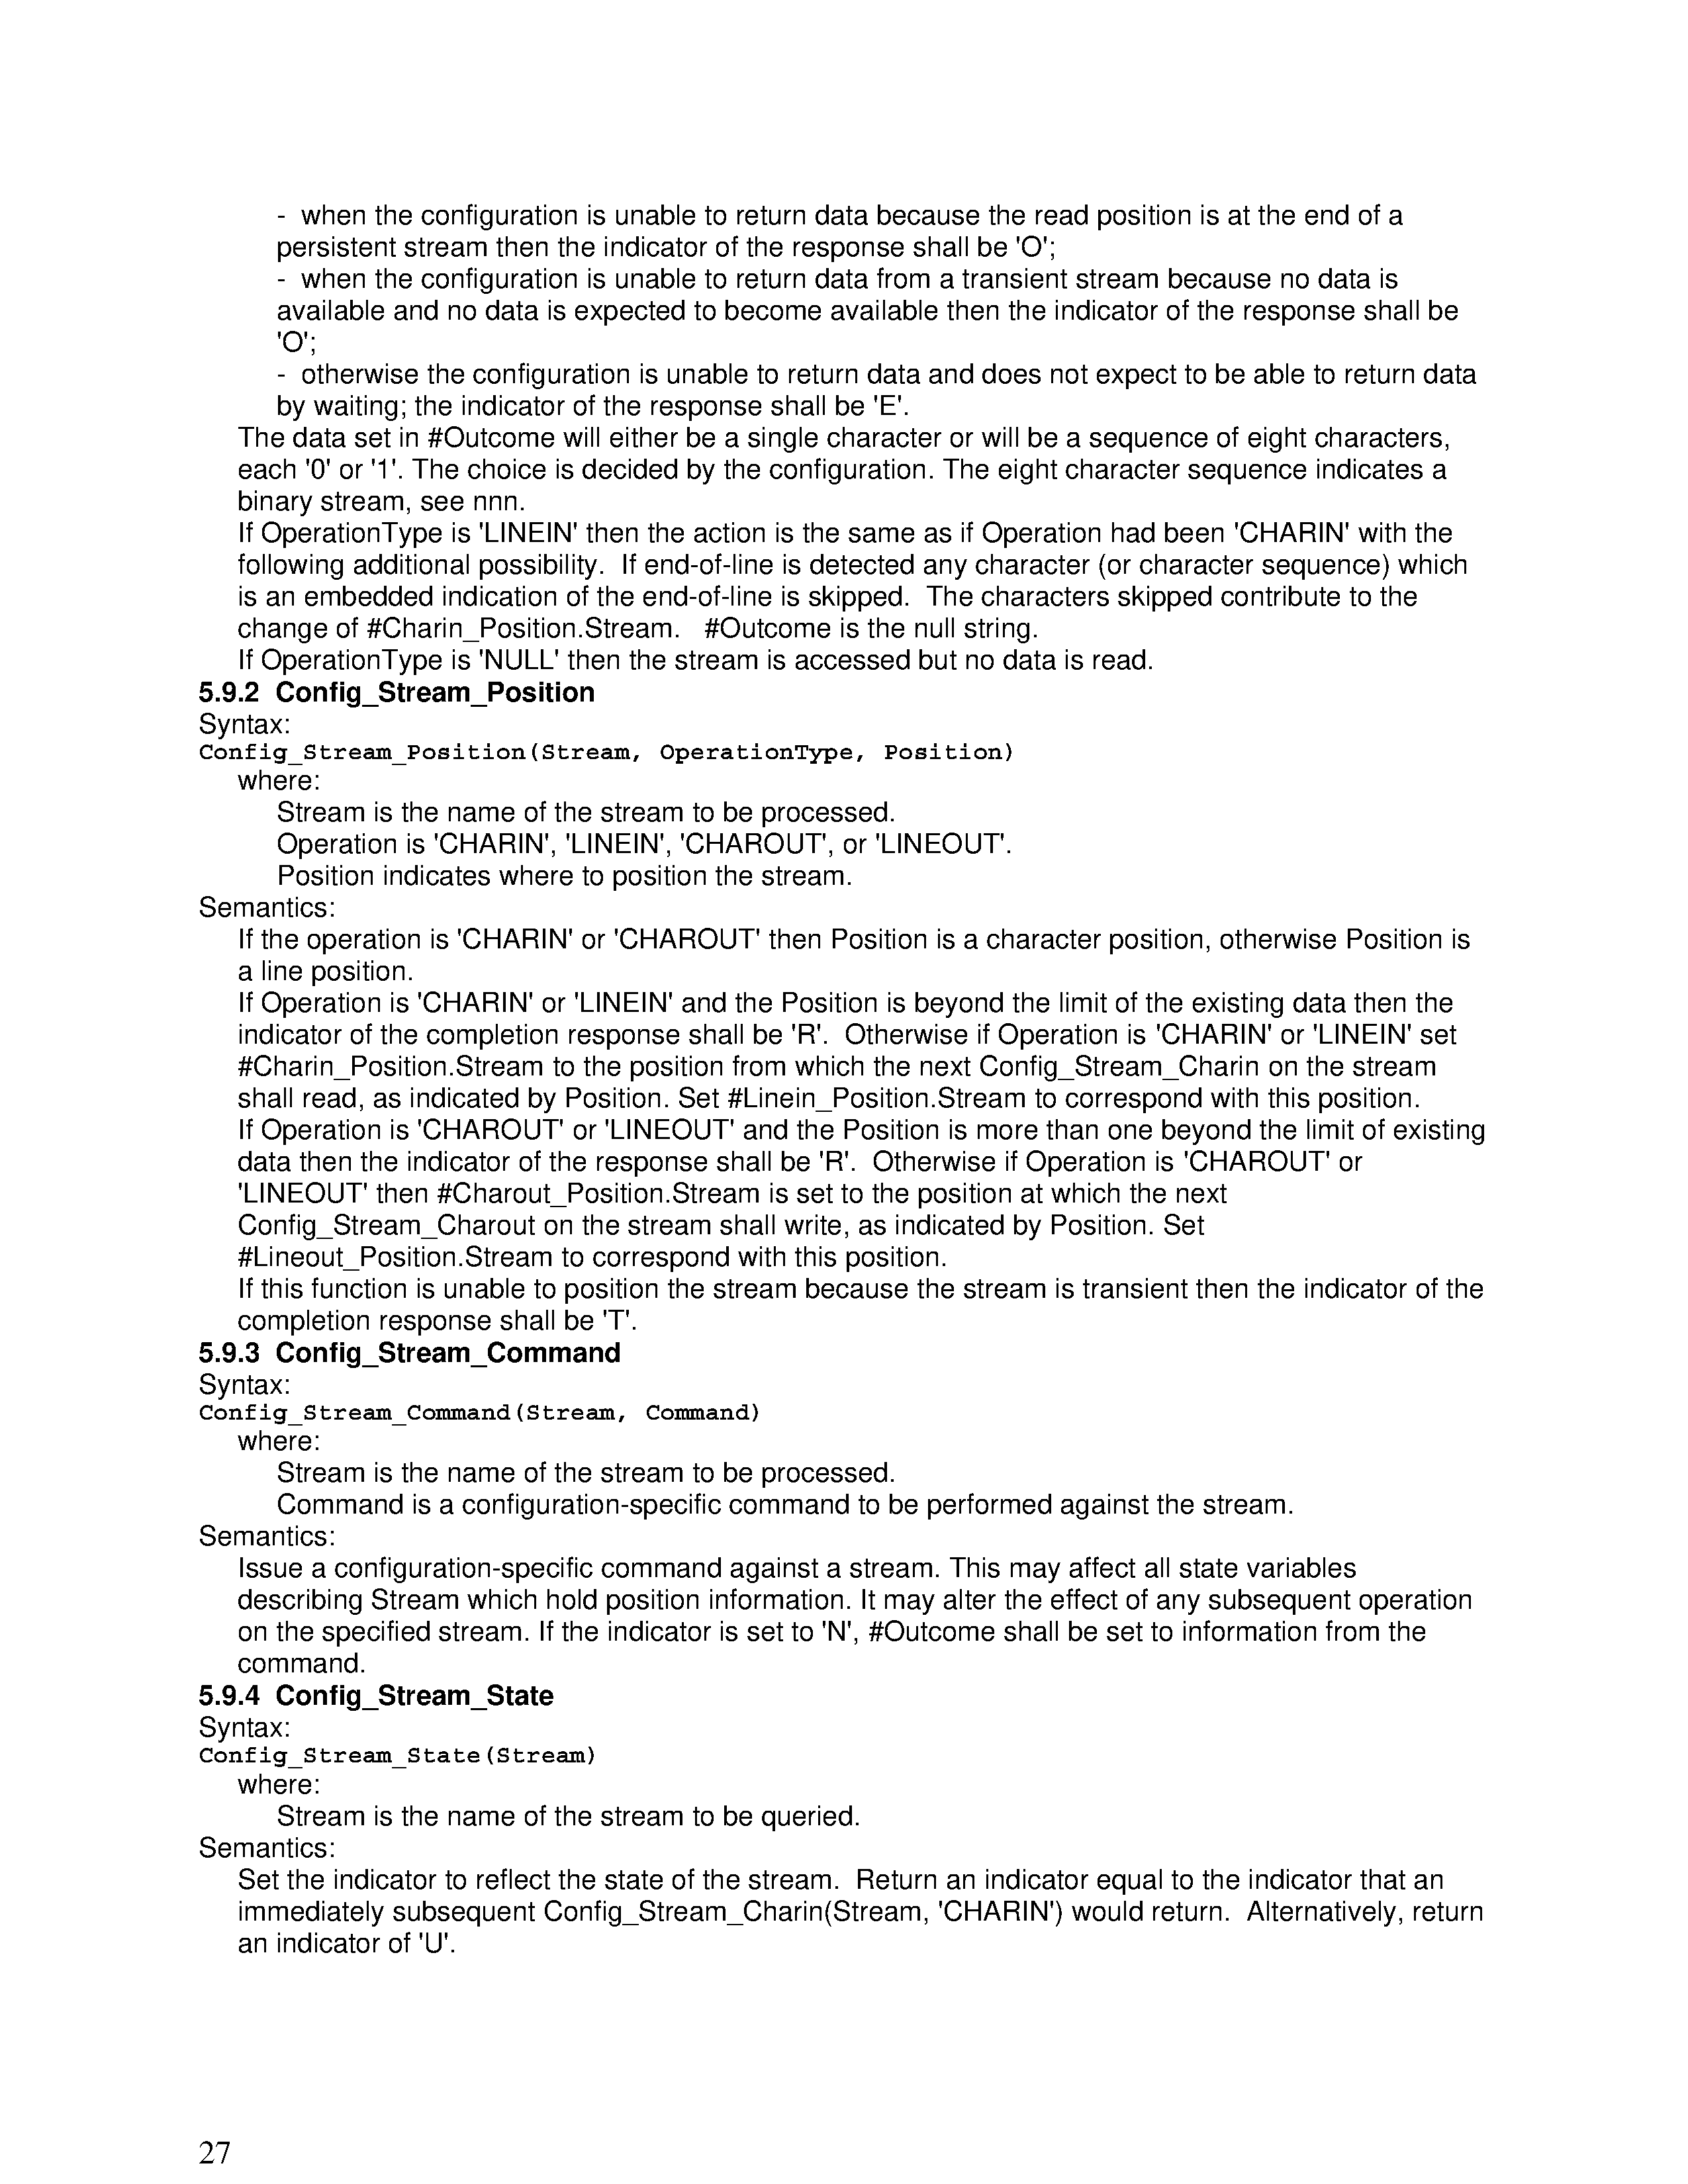 - when the configuration is unable to return data because the read position is at the end of a
persistent stream then the indicator of the response shall be 'O';
- when the configuration is unable to return data from a transient stream because no data is
available and no data is expected to become available then the indicator of the response shall be
'O';
- otherwise the configuration is unable to return data and does not expect to be able to return data
by waiting; the indicator of the response shall be 'E'.
The data set in #Outcome will either be a single character or will be a sequence of eight characters,
each '0' or '1'. The choice is decided by the configuration. The eight character sequence indicates a
binary stream, see nnn.
If OperationType is 'LINEIN' then the action is the same as if Operation had been 'CHARIN' with the
following additional possibility. If end-of-line is detected any character (or character sequence) which
is an embedded indication of the end-of-line is skipped. The characters skipped contribute to the
change of #Charin_Position.Stream. #Outcome is the null string.
If OperationType is 'NULL' then the stream is accessed but no data is read.
5.9.2 Config_Stream_Position
Syntax:
Config_Stream_Position(Stream, OperationType, Position)
where:
Stream is the name of the stream to be processed.
Operation is 'CHARIN', 'LINEIN', 'CHAROUT', or 'LINEOUT'.
Position indicates where to position the stream.
Semantics:
If the operation is 'CHARIN' or 'CHAROUT' then Position is a character position, otherwise Position is
a line position.
If Operation is 'CHARIN' or 'LINEIN' and the Position is beyond the limit of the existing data then the
indicator of the completion response shall be 'R'. Otherwise if Operation is 'CHARIN' or 'LINEIN' set
#Charin_Position.Stream to the position from which the next Config_Stream_Charin on the stream
shall read, as indicated by Position. Set #Linein_Position.Stream to correspond with this position.
If Operation is 'CHAROUT' or 'LINEOUT' and the Position is more than one beyond the limit of existing
data then the indicator of the response shall be 'R'. Otherwise if Operation is 'CHAROUT' or
'LINEOUT' then #Charout_Position.Stream is set to the position at which the next
Config_Stream_Charout on the stream shall write, as indicated by Position. Set
#Lineout_Position.Stream to correspond with this position.
If this function is unable to position the stream because the stream is transient then the indicator of the
completion response shall be 'T'.
5.9.3 Config_Stream_Command
Syntax:
Config_Stream_Command(Stream, Command)
where:
Stream is the name of the stream to be processed.
Command is a configuration-specific command to be performed against the stream.
Semantics:
Issue a configuration-specific command against a stream. This may affect all state variables
describing Stream which hold position information. It may alter the effect of any subsequent operation
on the specified stream. If the indicator is set to 'N', #Outcome shall be set to information from the
command.
5.9.4 Config_Stream_State
Syntax:
Config_Stream_State(Stream)
where:
Stream is the name of the stream to be queried.
Semantics:
Set the indicator to reflect the state of the stream. Return an indicator equal to the indicator that an
immediately subsequent Config_Stream_Charin(Stream, 'CHARIN') would return. Alternatively, return
an indicator of 'U'.
27